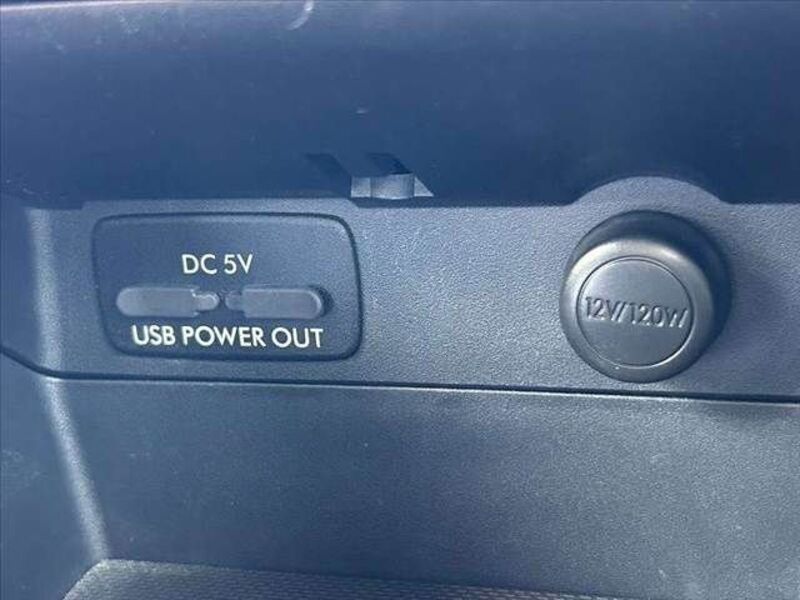 DC 5V
USB POWER OUT
12V/120W